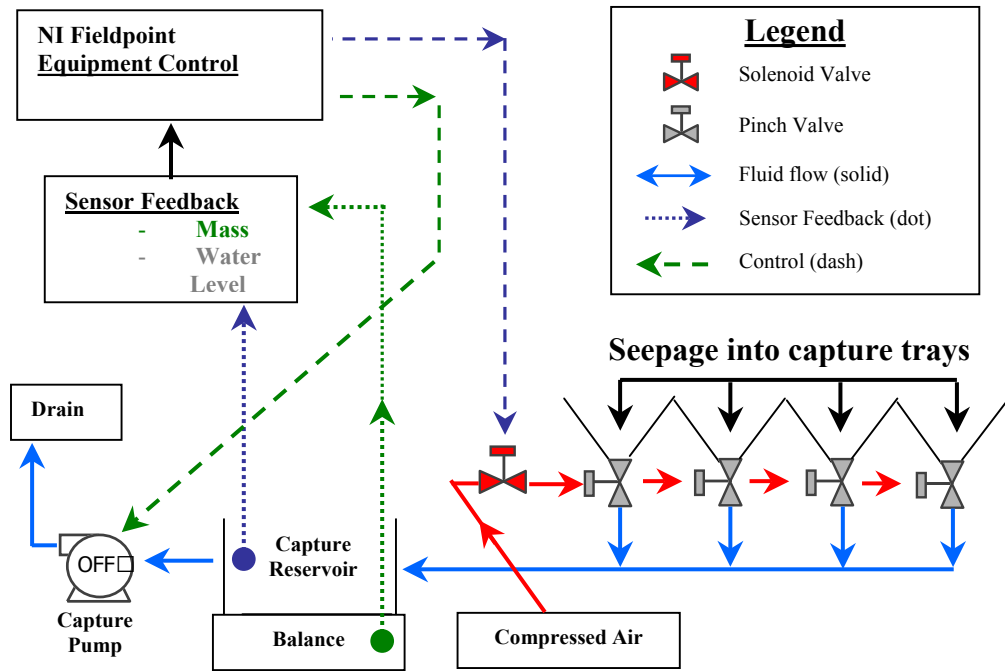 NI Fieldpoint
Equipment Control
Sensor Feedback
- Mass
- Water
Level
Drain
OFF
Capture
Pump
Capture
Reservoir
Balance
Compressed Air
Seepage into capture trays
Legend
Solenoid Valve
Pinch Valve
Fluid flow (solid)
Sensor Feedback (dot)
Control (dash)